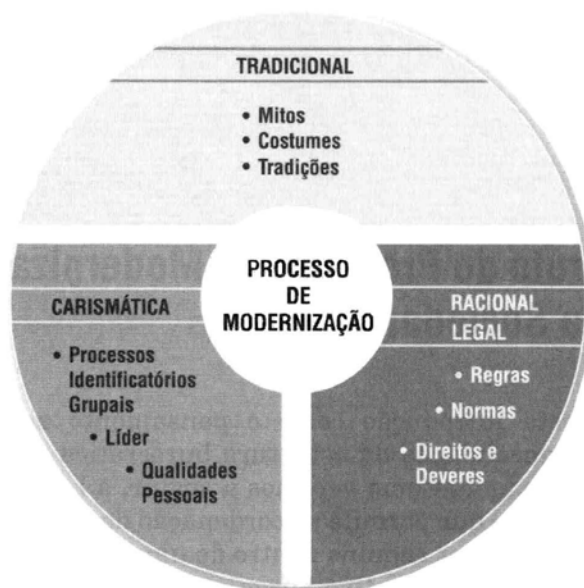 TRADICIONAL
• Mitos
• Costumes
• Tradições
PROCESSO
DE
MODERNIZAÇÃO
CARISMÁTICA
• Processos
Identificatórios
Grupais
• Líder
• Qualidades
Pessoais
RACIONAL
LEGAL
• Regras
• Normas
• Direitos e
Deveres